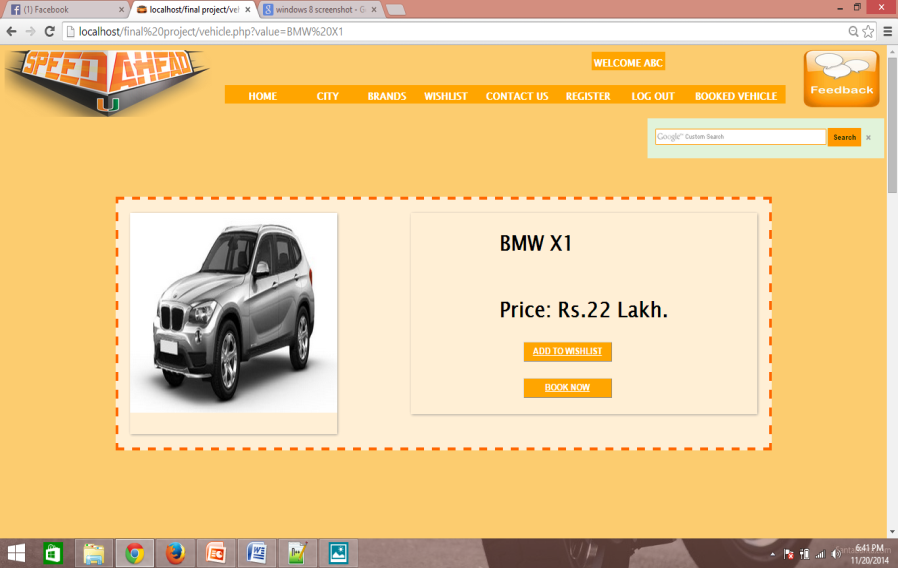 (1) Facebook
localhost/final project/veh
windows 8 screenshot - G
localhost/final%20project/vehicle.php?value=BMW%20X1
SPEED AHEAD
U
WELCOME ABC
Feedback
HOME CITY BRANDS WISHLIST CONTACT US REGISTER LOG OUT BOOKED VEHICLE
Google™ Custom Search
Search
x
BMW X1
Price: Rs.22 Lakh.
ADD TO WISHLIST
BOOK NOW
6:41 PM
11/20/2014